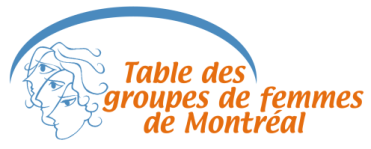 Table des
groupes de femmes
de Montréal